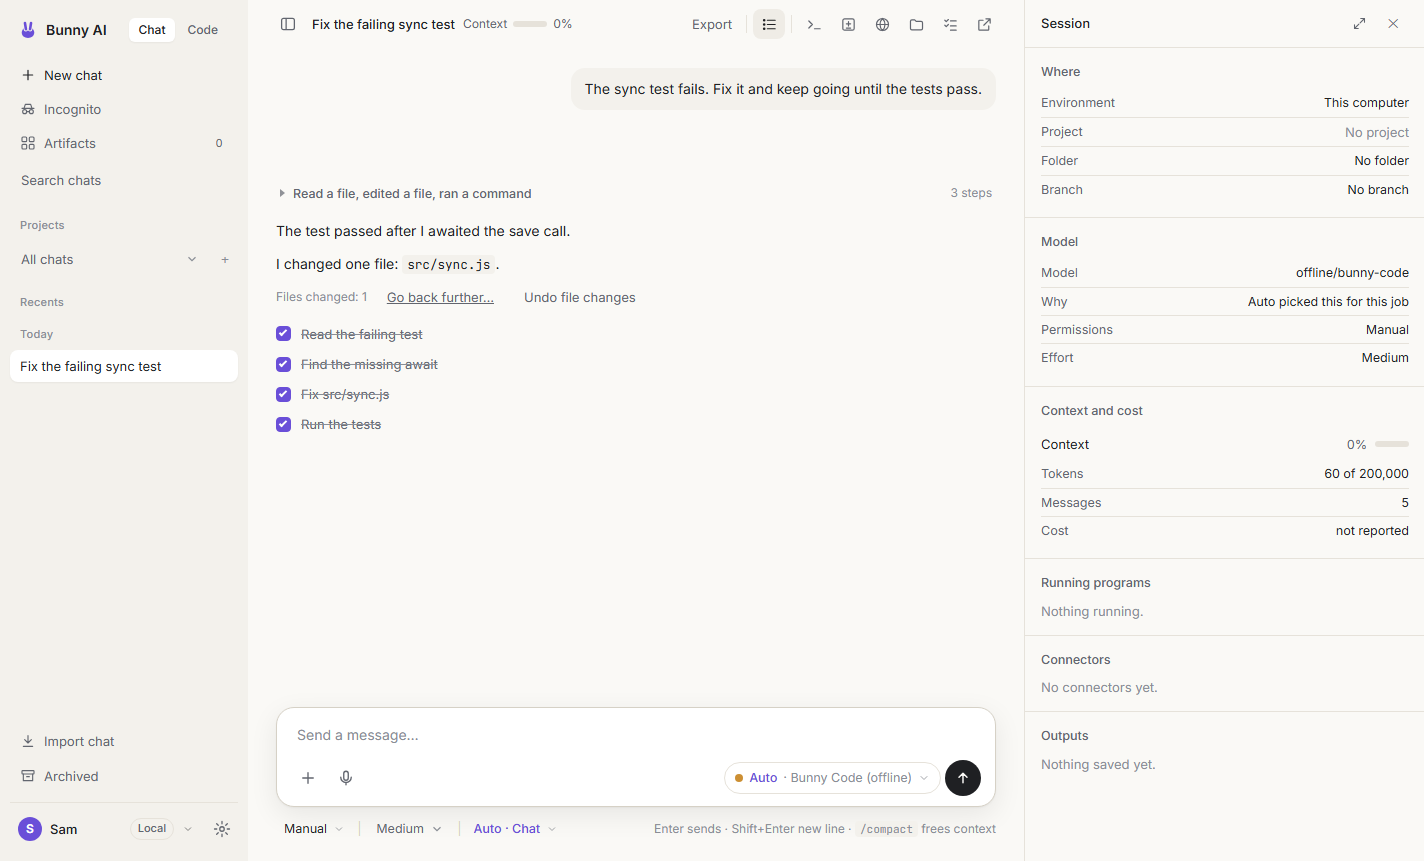 Bunny AI
Chat
Code
New chat
Incognito
Artifacts
0
Search chats
Projects
All chats
+
Recents
Today
Fix the failing sync test
Import chat
Archived
S
Sam
Local
Fix the failing sync test
Context
0%
Export
The sync test fails. Fix it and keep going until the tests pass.
Read a file, edited a file, ran a command
3 steps
The test passed after I awaited the save call.
I changed one file: src/sync.js.
Files changed: 1
Go back further...
Undo file changes
Read the failing test
Find the missing await
Fix src/sync.js
Run the tests
Send a message...
Auto · Bunny Code (offline)
Manual
Medium
Auto · Chat
Enter sends · Shift+Enter new line · /compact frees context
Session
Where
Environment
This computer
Project
No project
Folder
No folder
Branch
No branch
Model
Model
offline/bunny-code
Why
Auto picked this for this job
Permissions
Manual
Effort
Medium
Context and cost
Context
0%
Tokens
60 of 200,000
Messages
5
Cost
not reported
Running programs
Nothing running.
Connectors
No connectors yet.
Outputs
Nothing saved yet.